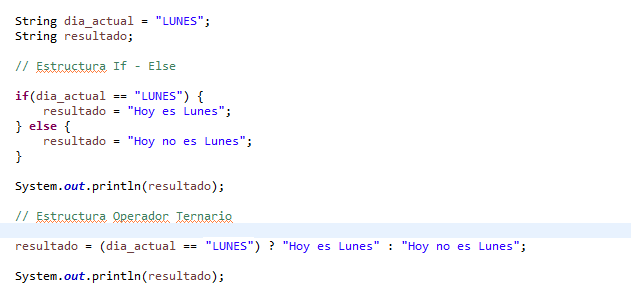 String dia_actual = "LUNES";
String resultado;
// Estructura If - Else
if(dia_actual == "LUNES") {
resultado = "Hoy es Lunes";
} else {
resultado = "Hoy no es Lunes";
}
System.out.println(resultado);
// Estructura Operador Ternario
resultado = (dia_actual == "LUNES") ? "Hoy es Lunes" : "Hoy no es Lunes";
System.out.println(resultado);